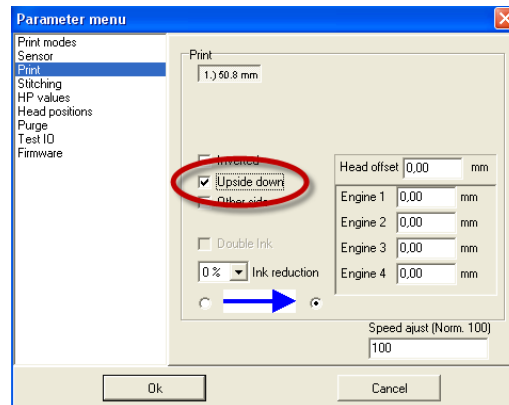 Parameter menu
Print modes
Sensor
Print
Stitching
HP values
Head positions
Purge
Test IO
Firmware
Print
1.) 50.8 mm
Inverted
Upside down
Other side
Double Ink
0 % Ink reduction
Head offset 0,00 mm
Engine 1 0,00 mm
Engine 2 0,00 mm
Engine 3 0,00 mm
Engine 4 0,00 mm
Speed ajust (Norm. 100)
100
Ok
Cancel